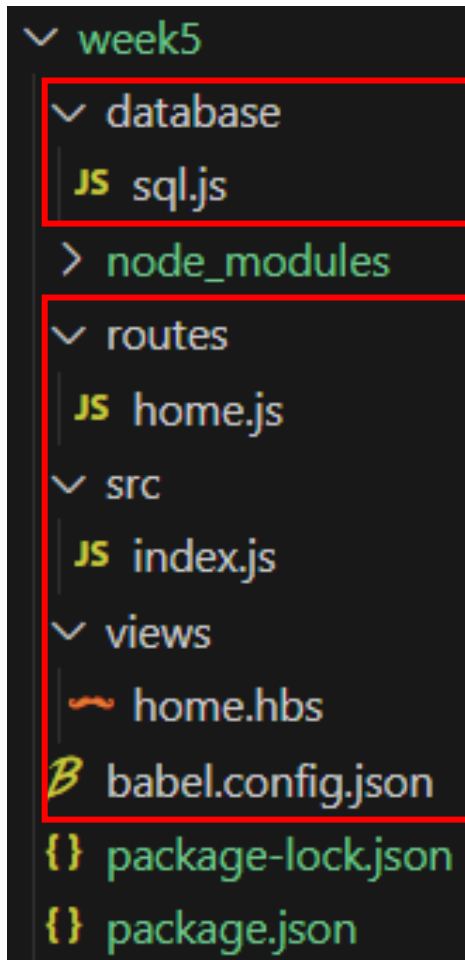 week5
database
JS sql.js
node_modules
routes
JS home.js
src
JS index.js
views
home.hbs
B babel.config.json
{} package-lock.json
{} package.json